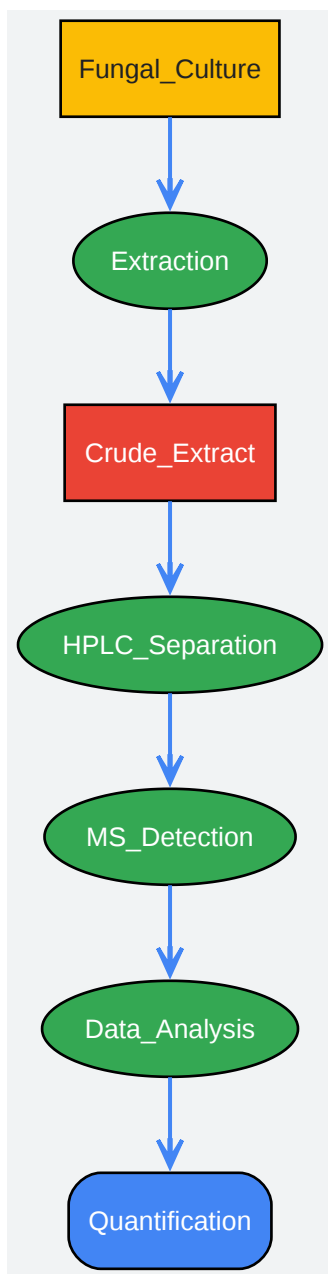 Fungal_Culture
Extraction
Crude_Extract
HPLC_Separation
MS_Detection
Data_Analysis
Quantification